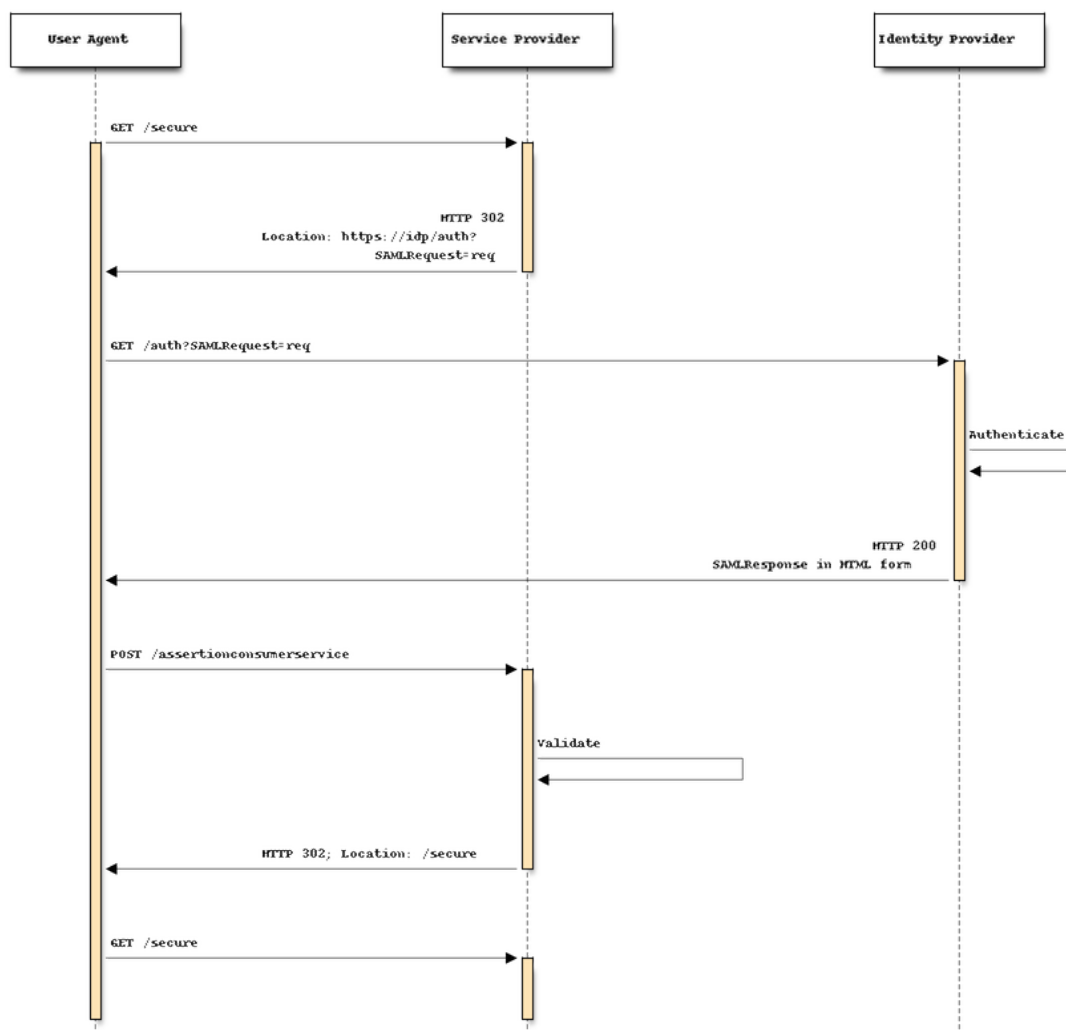 User Agent
Service Provider
Identity Provider
GET /secure
HTTP 302
Location: https://idp/auth?
SAMLRequest=req
GET /auth?SAMLRequest=req
Authenticate
HTTP 200
SAMLResponse in HTML form
POST /assertionconsumerservice
Validate
HTTP 302; Location: /secure
GET /secure